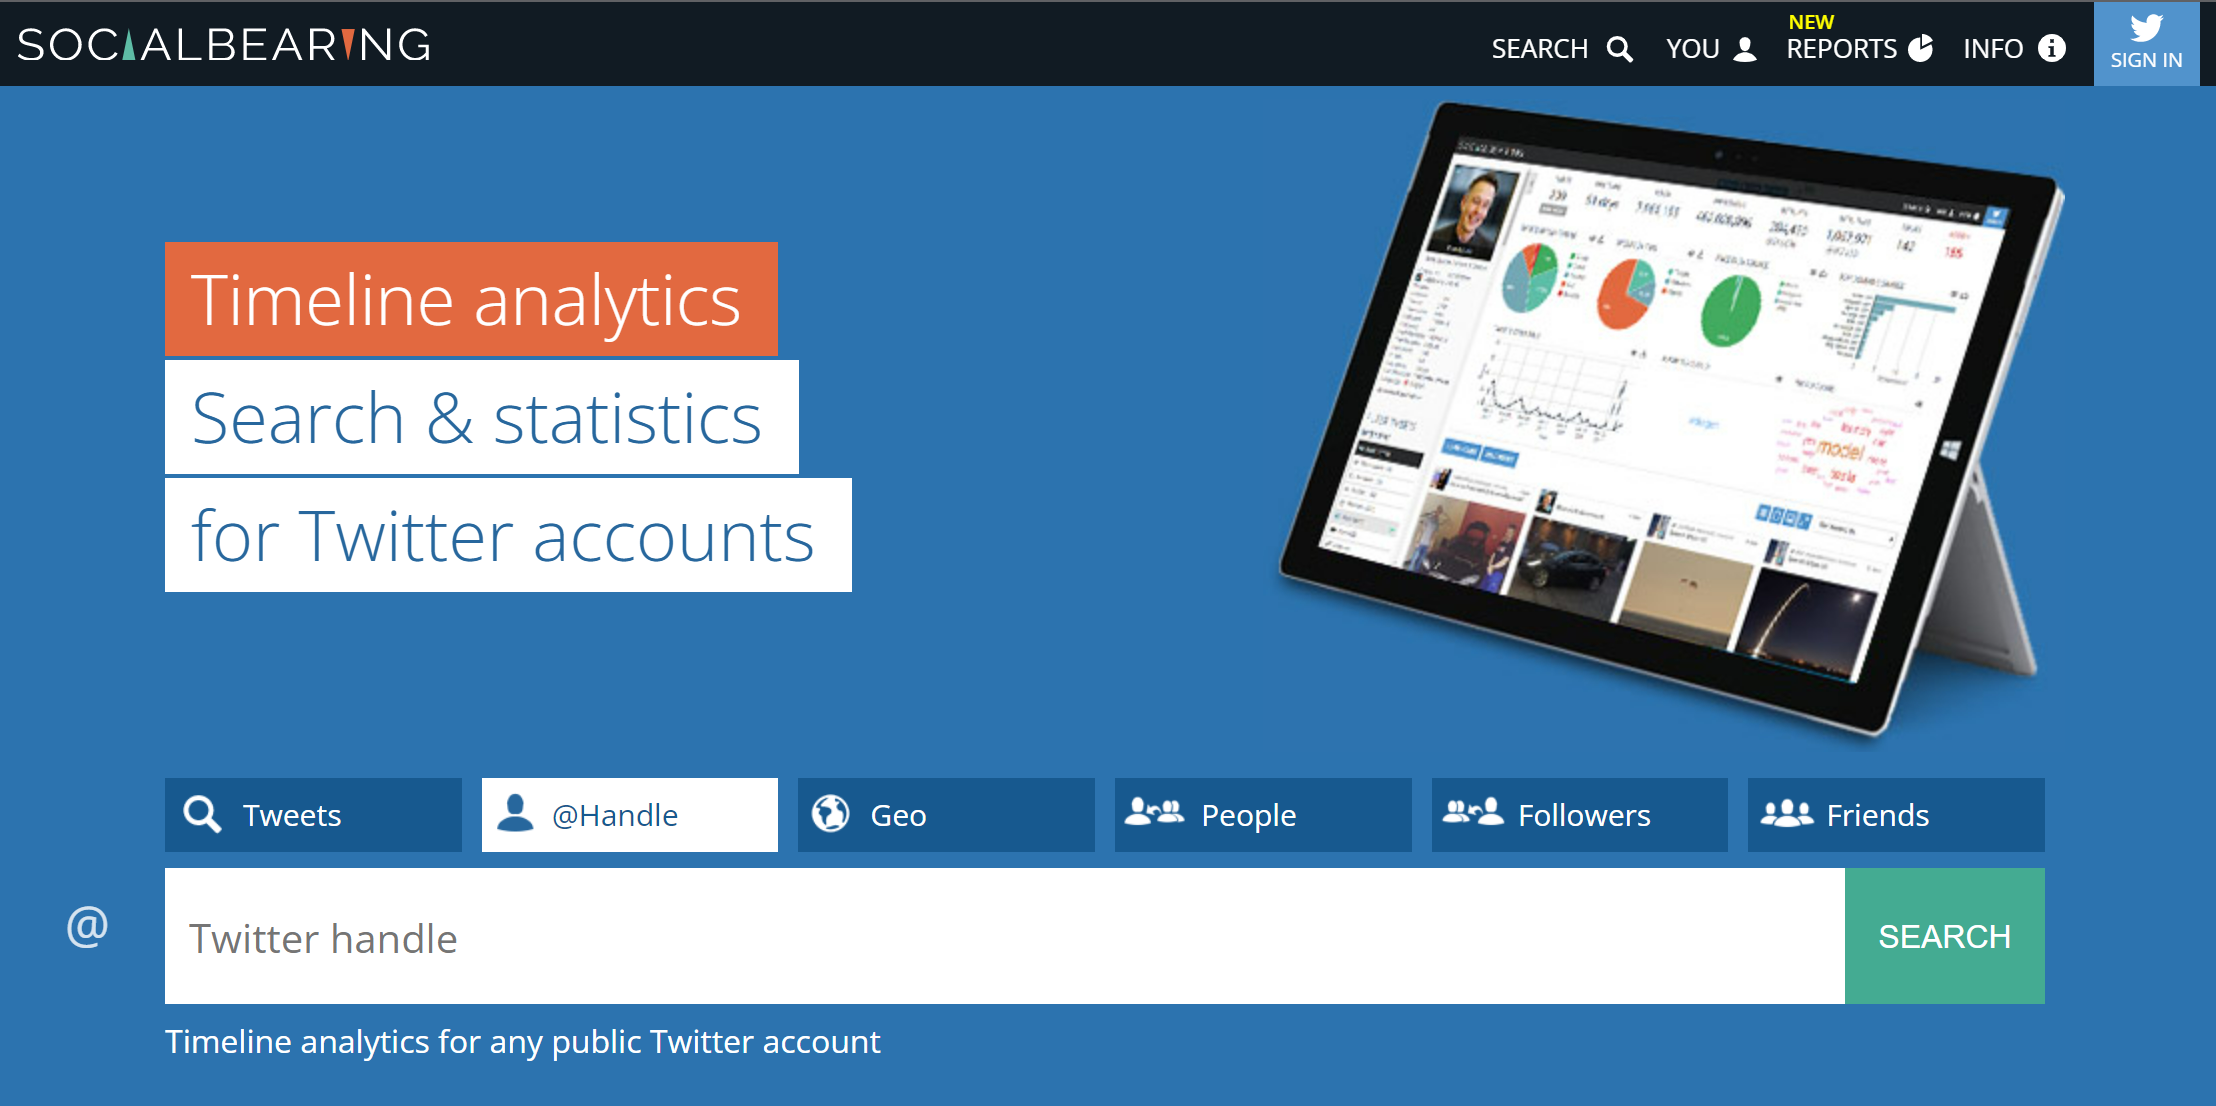 SOCIALBEARING
SEARCH
YOU
NEW
REPORTS
INFO
SIGN IN
Timeline analytics
Search & statistics
for Twitter accounts
model
Tweets
@Handle
Geo
People
Followers
Friends
@
Twitter handle
SEARCH
Timeline analytics for any public Twitter account